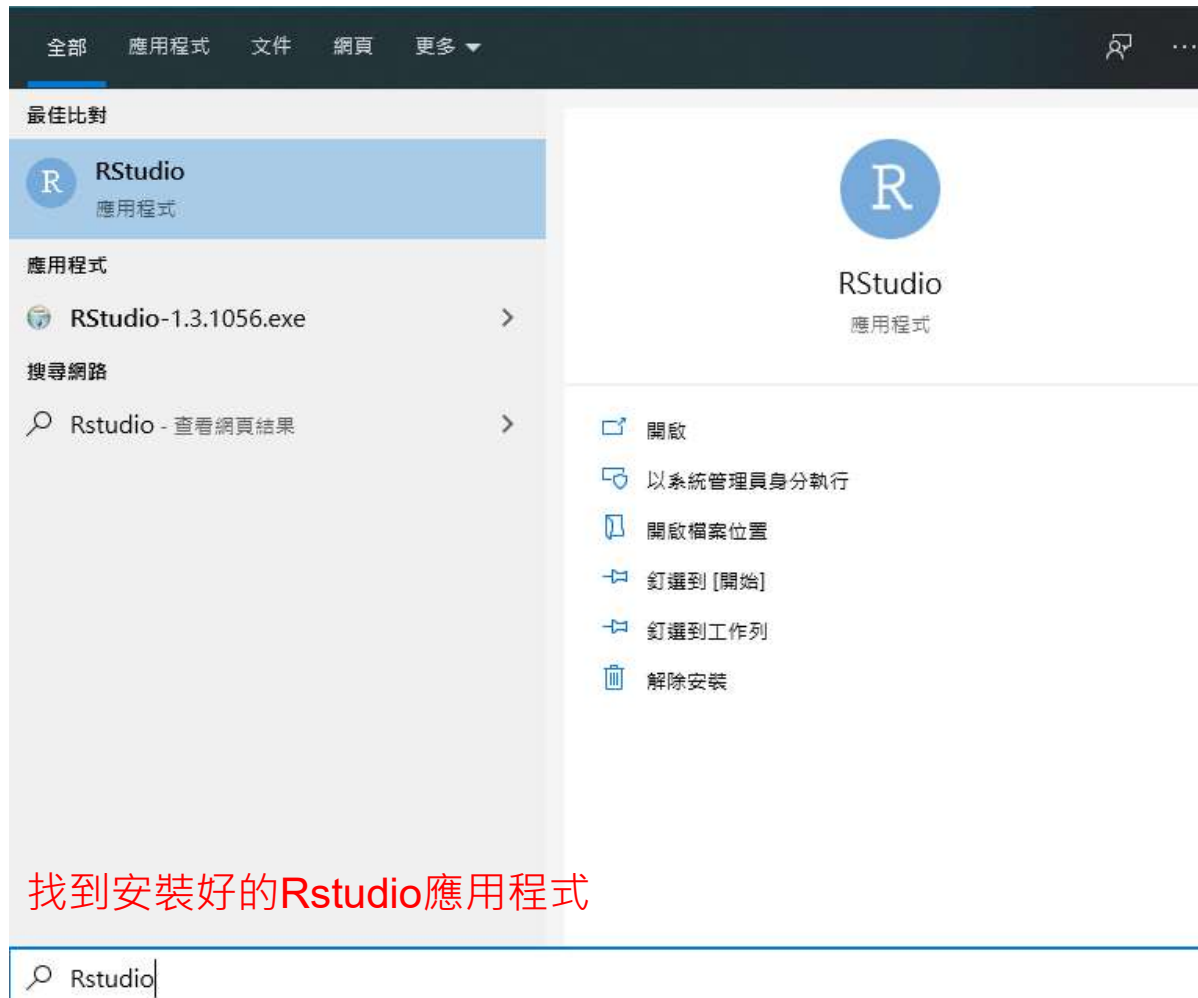 全部 應用程式 文件 網頁 更多
最佳比對
R RStudio
應用程式
應用程式
RStudio-1.3.1056.exe
搜尋網路
Rstudio - 查看網頁結果
R
RStudio
應用程式
開啟
以系統管理員身分執行
開啟檔案位置
釘選到 [開始]
釘選到工作列
解除安裝
找到安裝好的Rstudio應用程式
Rstudio